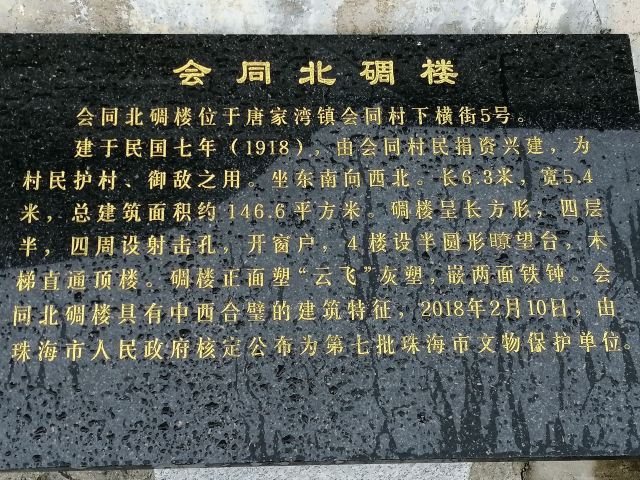 会同北碉楼
会同北碉楼位于唐家湾镇会同村下横街5号。
建于民国七年（1918），由会同村民捐资兴建，为
村民护村、御敌之用。坐东南向西北。长6.3米，宽5.4
米，总建筑面积约146.6平方米。碉楼呈长方形，四层
半，四周设射击孔，开窗户，4楼设半圆形瞭望台，木
梯直通顶楼。碉楼正面塑“云飞”灰塑，嵌两面铁钟。会
同北碉楼具有中西合璧的建筑特征，2018年2月10日，由
珠海市人民政府核定公布为第七批珠海市文物保护单位。